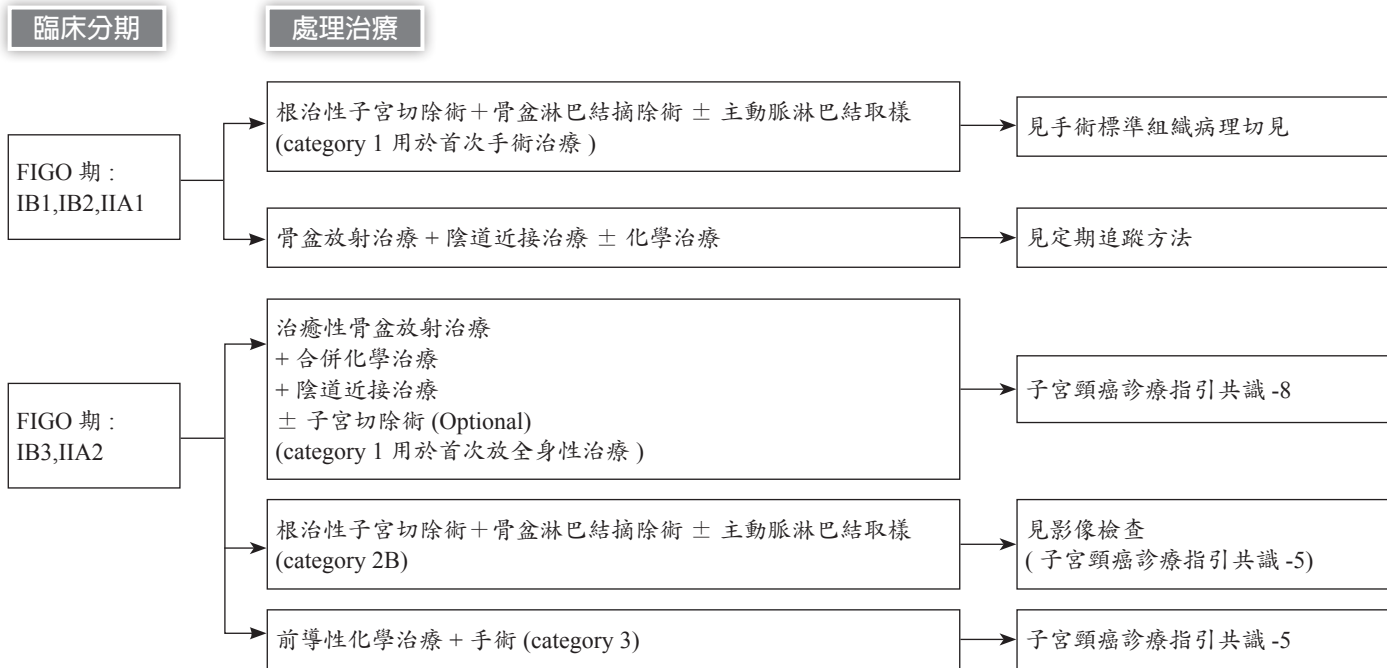 臨床分期
處理治療
FIGO 期 :
IB1,IB2,IIA1
根治性子宮切除術＋骨盆淋巴結摘除術 ± 主動脈淋巴結取樣
(category 1 用於首次手術治療 )
見手術標準組織病理切見
骨盆放射治療 + 陰道近接治療 ± 化學治療
見定期追蹤方法
FIGO 期 :
IB3,IIA2
治癒性骨盆放射治療
+ 合併化學治療
+ 陰道近接治療
± 子宮切除術 (Optional)
(category 1 用於首次放全身性治療 )
子宮頸癌診療指引共識 -8
根治性子宮切除術＋骨盆淋巴結摘除術 ± 主動脈淋巴結取樣
(category 2B)
見影像檢查
( 子宮頸癌診療指引共識 -5)
前導性化學治療 + 手術 (category 3)
子宮頸癌診療指引共識 -5